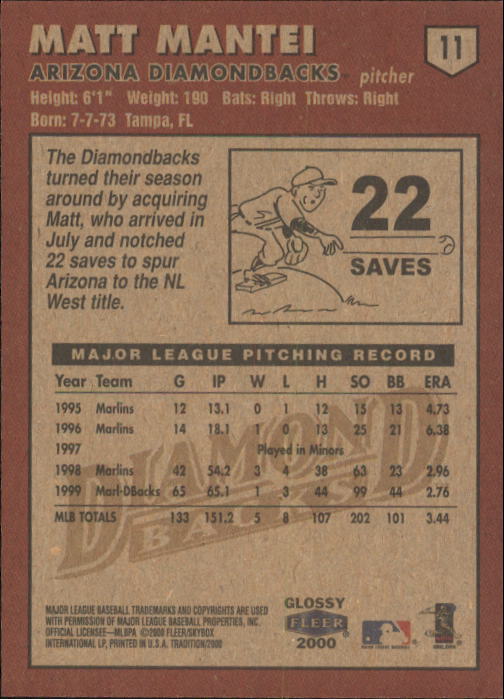 MATT MANTEI
11
ARIZONA DIAMONDBACKS™ pitcher
Height: 6'1" Weight: 190 Bats: Right Throws: Right
Born: 7-7-73 Tampa, FL
The Diamondbacks
turned their season
around by acquiring
Matt, who arrived in
July and notched
22 saves to spur
Arizona to the NL
West title.
22
SAVES
MAJOR LEAGUE PITCHING RECORD
Year Team G IP W L H SO BB ERA
1995 Marlins 12 13.1 0 1 12 15 13 4.73
1996 Marlins 14 18.1 1 0 13 25 21 6.38
1997 Played in Minors
1998 Marlins 42 54.2 3 4 38 63 23 2.96
1999 Marl-DBacks 65 65.1 1 3 44 99 44 2.76
MLB TOTALS 133 151.2 5 8 107 202 101 3.44
DIAMOND
BACKS
MAJOR LEAGUE BASEBALL TRADEMARKS AND COPYRIGHTS ARE USED
WITH PERMISSION OF MAJOR LEAGUE BASEBALL PROPERTIES, INC.
OFFICIAL LICENSEE—MLBPA ©2000 FLEER/SKYBOX
INTERNATIONAL LP, PRINTED IN U.S.A. TRADITION/2000
GLOSSY
FLEER
2000
MAJOR LEAGUE BASEBALL